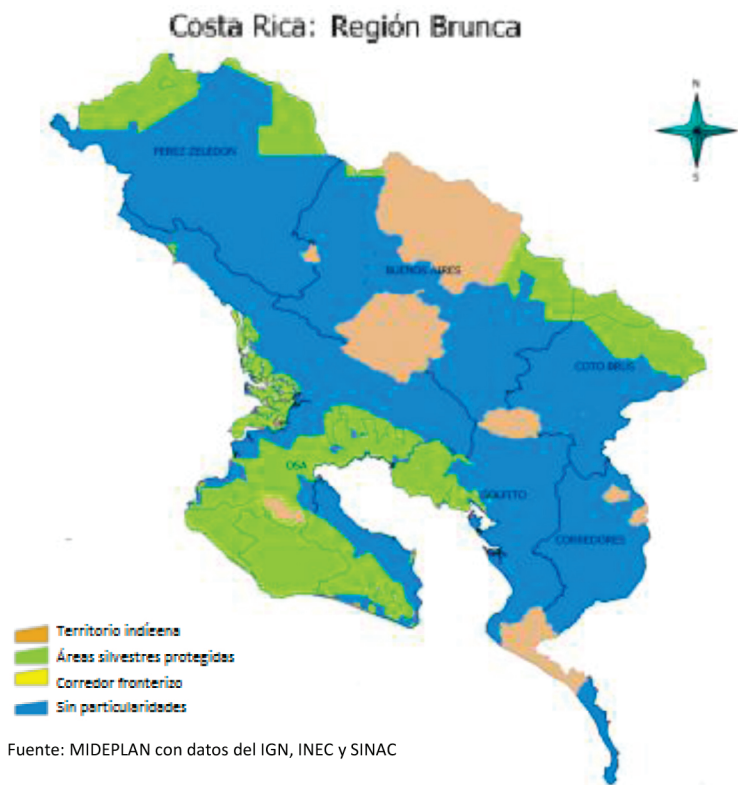 Costa Rica: Región Brunca
N
S
PEREZ ZELEDON
BUENOS AIRES
COTO BRUS
OSA
GOLFITO
CORREDORES
Territorio indígena
Áreas silvestres protegidas
Corredor fronterizo
Sin particularidades
Fuente: MIDEPLAN con datos del IGN, INEC y SINAC